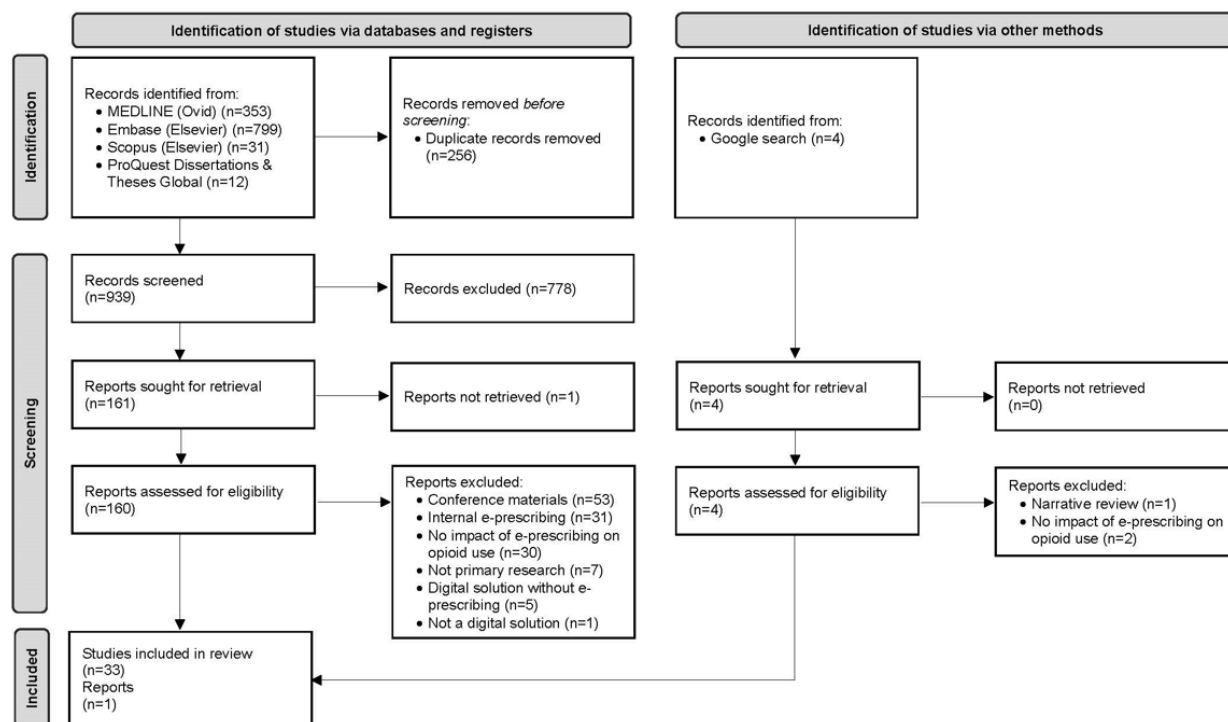 Identification of studies via databases and registers
Identification of studies via other methods
Identification
Records identified from:
• MEDLINE (Ovid) (n=353)
• Embase (Elsevier) (n=799)
• Scopus (Elsevier) (n=31)
• ProQuest Dissertations &
Theses Global (n=12)
Records removed before
screening:
• Duplicate records removed
(n=256)
Records identified from:
• Google search (n=4)
Screening
Records screened
(n=939)
Records excluded (n=778)
Reports sought for retrieval
(n=161)
Reports not retrieved (n=1)
Reports sought for retrieval
(n=4)
Reports not retrieved
(n=0)
Reports assessed for eligibility
(n=160)
Reports excluded:
• Conference materials (n=53)
• Internal e-prescribing (n=31)
• No impact of e-prescribing on
opioid use (n=30)
• Not primary research (n=7)
• Digital solution without e-
prescribing (n=5)
• Not a digital solution (n=1)
Reports assessed for eligibility
(n=4)
Reports excluded:
• Narrative review (n=1)
• No impact of e-prescribing on
opioid use (n=2)
Included
Studies included in review
(n=33)
Reports
(n=1)